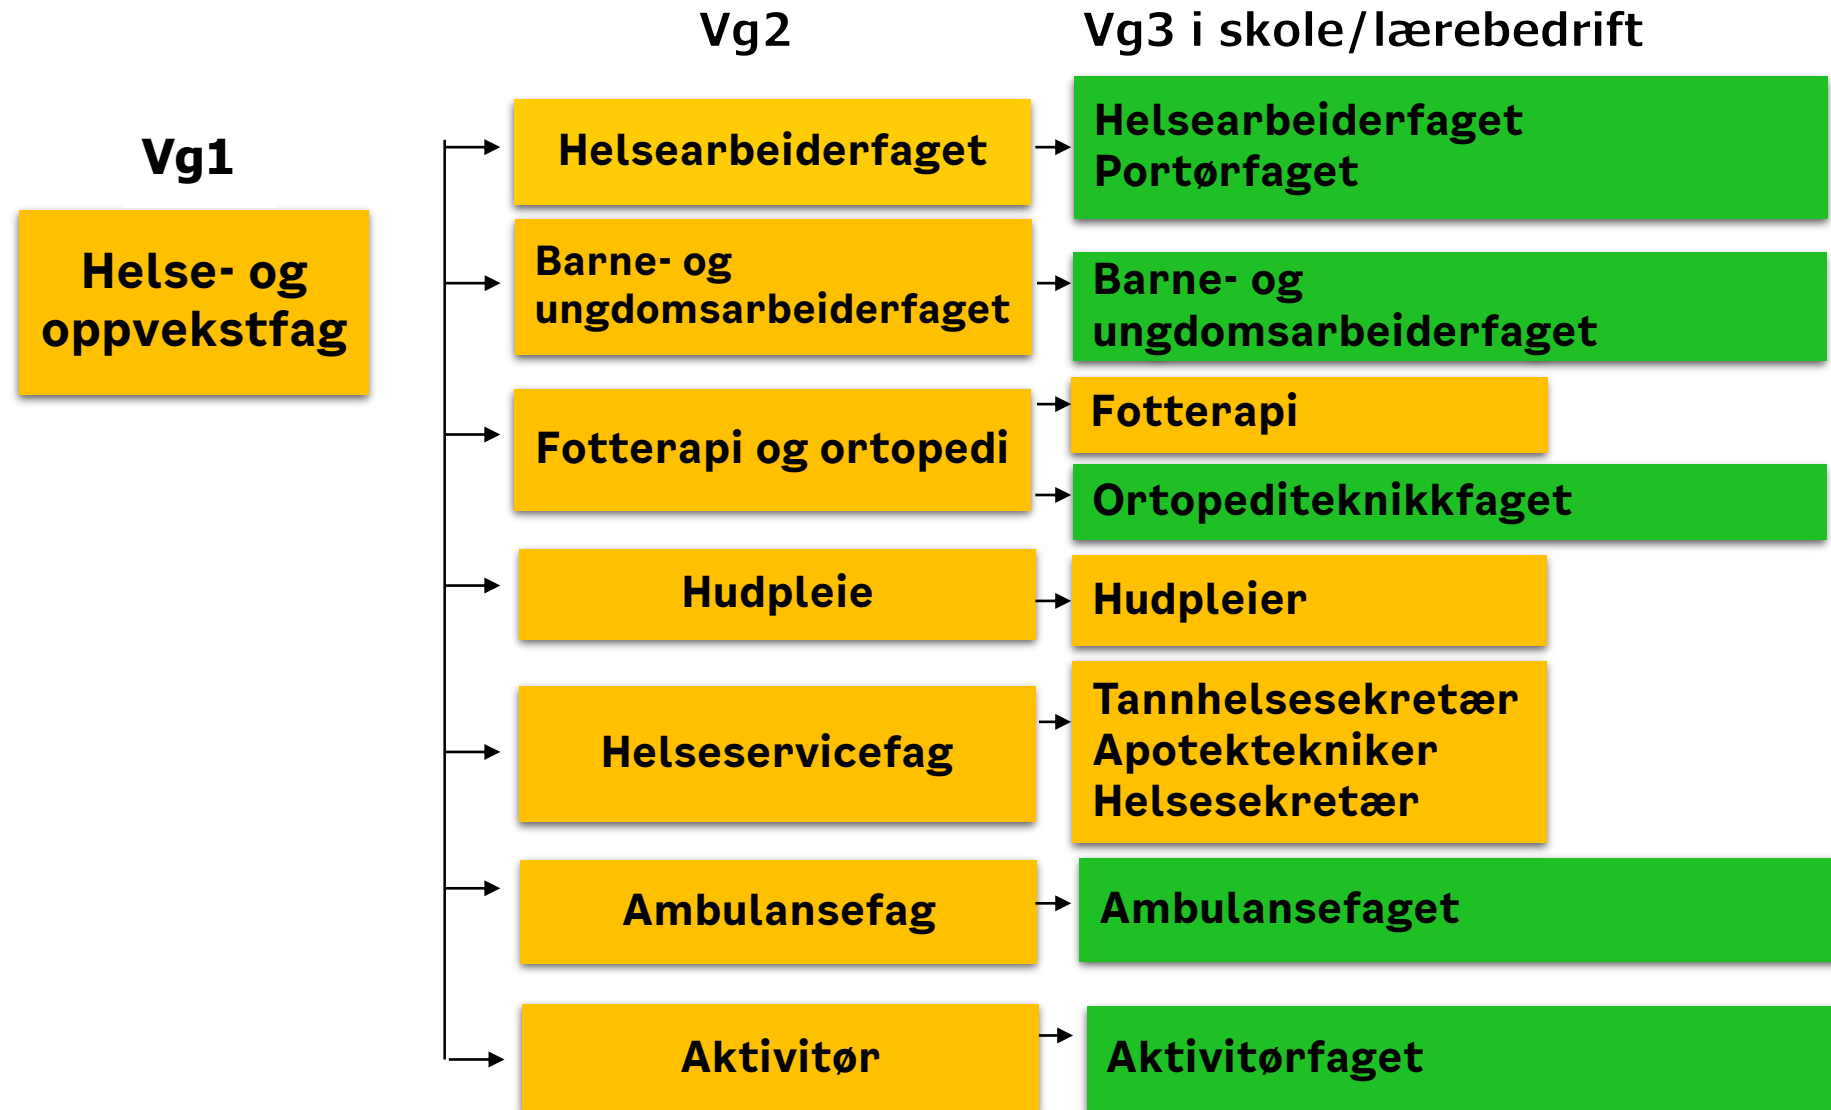 Vg1
Helse- og
oppvekstfag
Vg2
Helsearbeiderfaget
Barne- og
ungdomsarbeiderfaget
Fotterapi og ortopedi
Hudpleie
Helseservicefag
Ambulansefag
Aktivitør
Vg3 i skole/lærebedrift
Helsearbeiderfaget
Portørfaget
Barne- og
ungdomsarbeiderfaget
Fotterapi
Ortopediteknikkfaget
Hudpleier
Tannhelsesekretær
Apotektekniker
Helsesekretær
Ambulansefaget
Aktivitørfaget